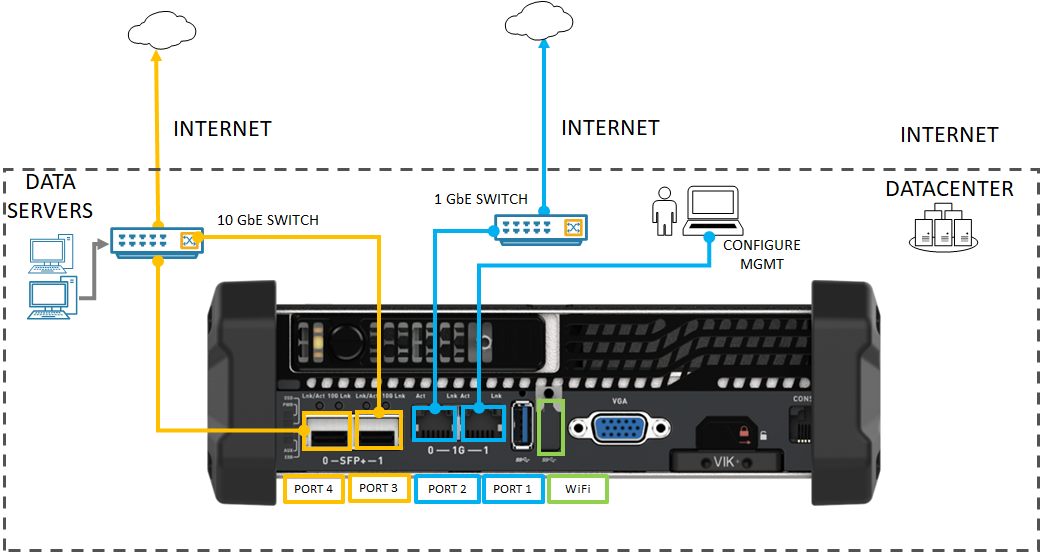 INTERNET
INTERNET
INTERNET
DATA
SERVERS
10 GbE SWITCH
1 GbE SWITCH
DATACENTER
CONFIGURE
MGMT
Lnk/Act 10G Lnk
Lnk/Act 10G Lnk
Act Lnk
Act Lnk
VGA
CONS
0—SFP+—1
0 — 1G — 1
VIK
PORT 4
PORT 3
PORT 2
PORT 1
WiFi